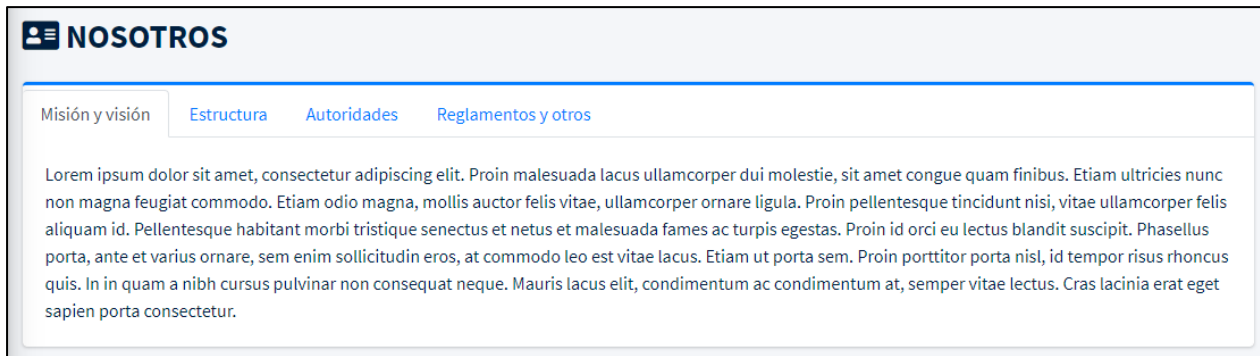 NOSOTROS
Misión y visión Estructura Autoridades Reglamentos y otros
Lorem ipsum dolor sit amet, consectetur adipiscing elit. Proin malesuada lacus ullamcorper dui molestie, sit amet congue quam finibus. Etiam ultricies nunc
non magna feugiat commodo. Etiam odio magna, mollis auctor felis vitae, ullamcorper ornare ligula. Proin pellentesque tincidunt nisi, vitae ullamcorper felis
aliquam id. Pellentesque habitant morbi tristique senectus et netus et malesuada fames ac turpis egestas. Proin id orci eu lectus blandit suscipit. Phasellus
porta, ante et varius ornare, sem enim sollicitudin eros, at commodo leo est vitae lacus. Etiam ut porta sem. Proin porttitor porta nisl, id tempor risus rhoncus
quis. In in quam a nibh cursus pulvinar non consequat neque. Mauris lacus elit, condimentum ac condimentum at, semper vitae lectus. Cras lacinia erat eget
sapien porta consectetur.